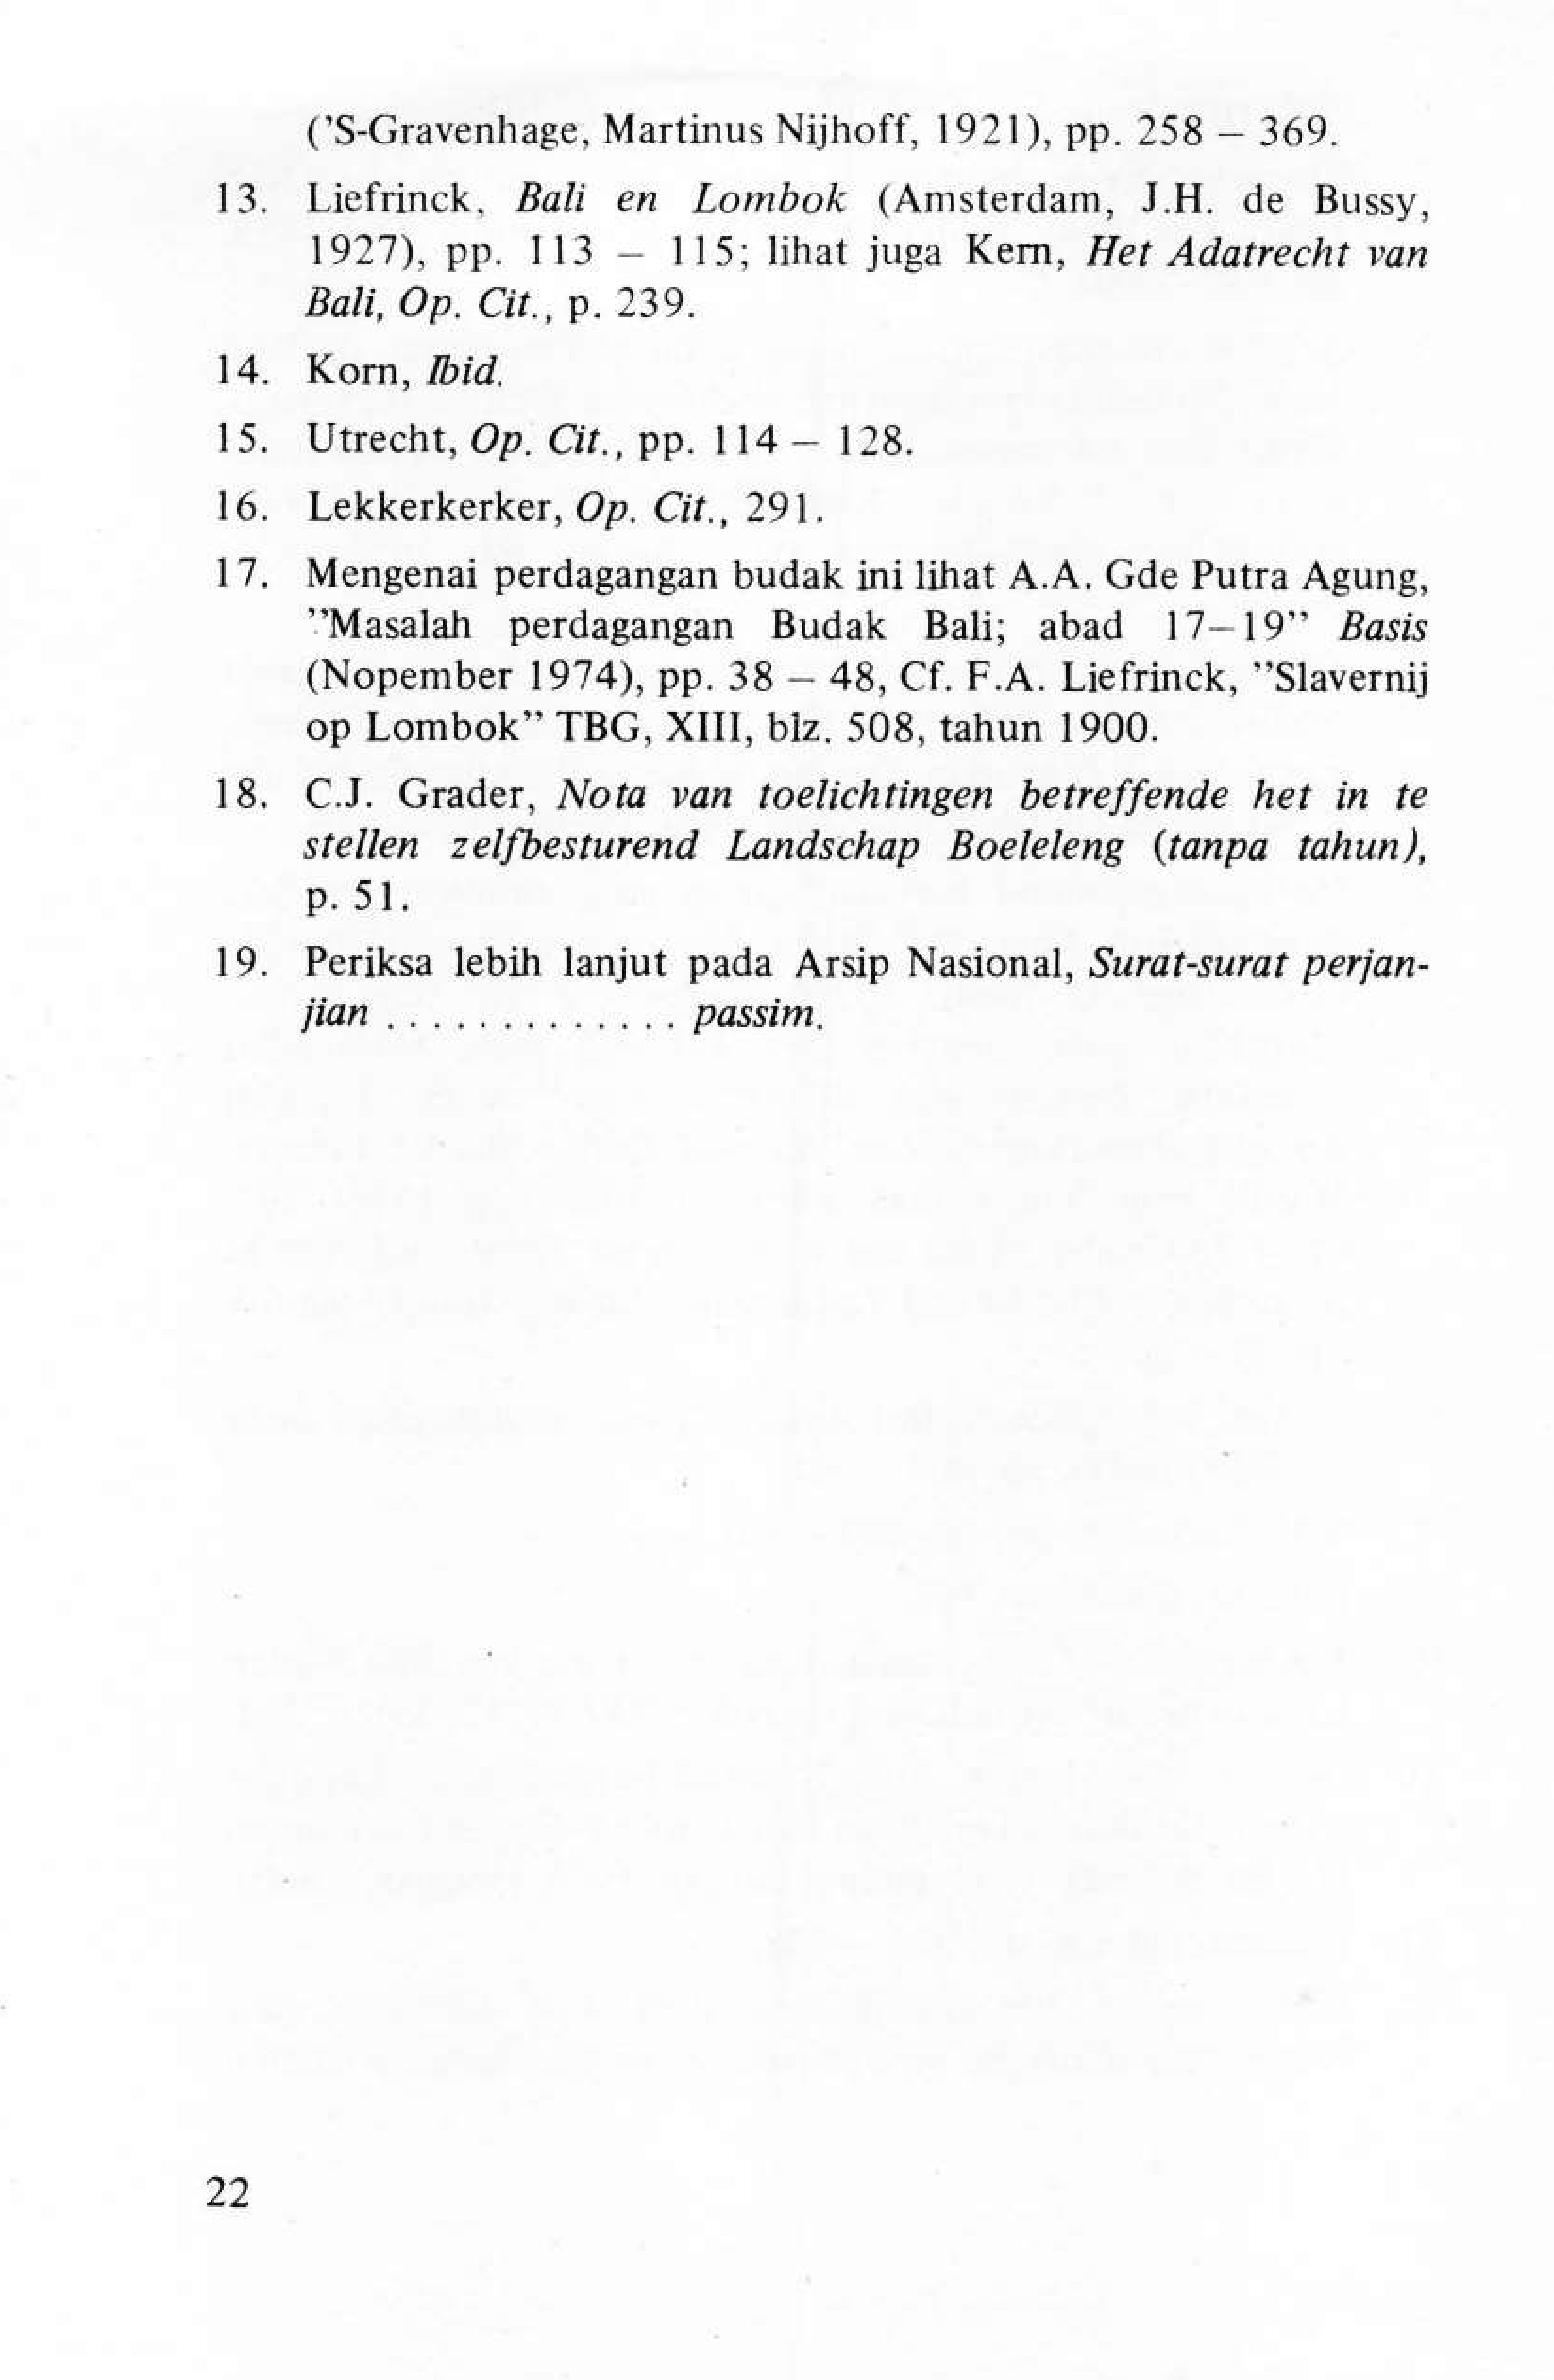 ('S-Gravenhage, Martinus Nijhoff, 1921), pp. 258 – 369.
13. Liefrinck, Bali en Lombok (Amsterdam, J.H. de Bussy,
1927), pp. 113 – 115; lihat juga Kern, Het Adatrecht van
Bali, Op. Cit., p. 239.
14. Korn, Ibid.
15. Utrecht, Op. Cit., pp. 114 – 128.
16. Lekkerkerker, Op. Cit., 291.
17. Mengenai perdagangan budak ini lihat A.A. Gde Putra Agung,
''Masalah perdagangan Budak Bali; abad 17–19'' Basis
(Nopember 1974), pp. 38 – 48, Cf. F.A. Liefrinck, ''Slavernij
op Lombok'' TBG, XIII, blz. 508, tahun 1900.
18. C.J. Grader, Nota van toelichtingen betreffende het in te
stellen zelfbesturend Landschap Boeleleng (tanpa tahun),
p. 51.
19. Periksa lebih lanjut pada Arsip Nasional, Surat-surat perjan-
jian . . . . . . . . . . . . . passim.
22